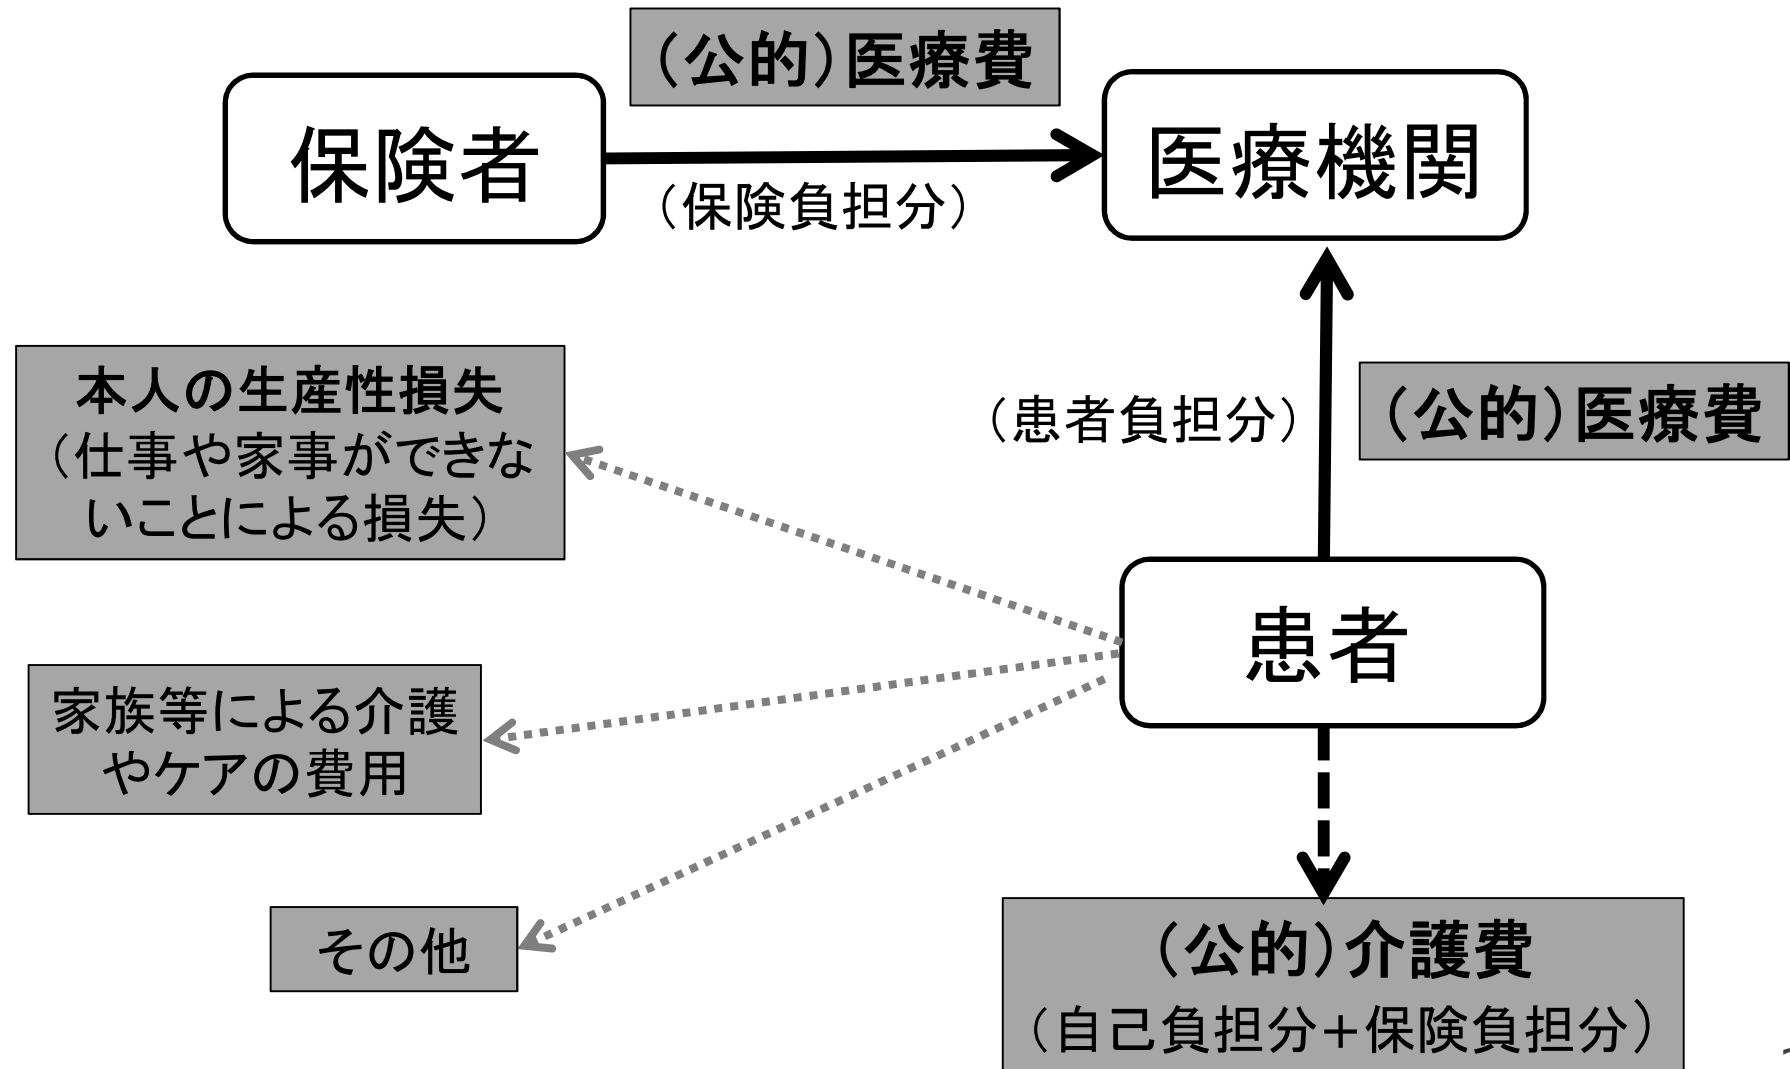 （公的）医療費
保険者
医療機関
（保険負担分）
本人の生産性損失
（仕事や家事ができな
いことによる損失）
（患者負担分）
（公的）医療費
患者
家族等による介護
やケアの費用
その他
（公的）介護費
（自己負担分+保険負担分）